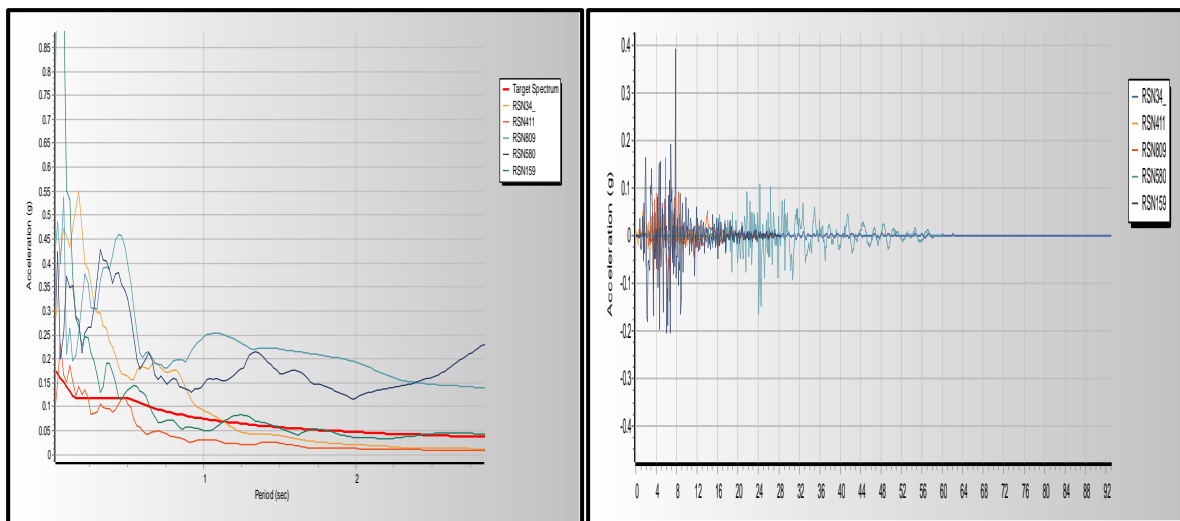 0.85
0.8
0.75
0.7
0.65
0.6
0.55
0.5
0.45
0.4
0.35
0.3
0.25
0.2
0.15
0.1
0.05
0
Acceleration (g)
1 2
Period (sec)
Target Spectrum
RSN34_
RSN411
RSN809
RSN580
RSN159
0.4
0.3
0.2
0.1
0
-0.1
-0.2
-0.3
-0.4
Acceleration (g)
0 4 8 12 16 20 24 28 32 36 40 44 48 52 56 60 64 68 72 76 80 84 88 92
RSN34_
RSN411
RSN809
RSN580
RSN159